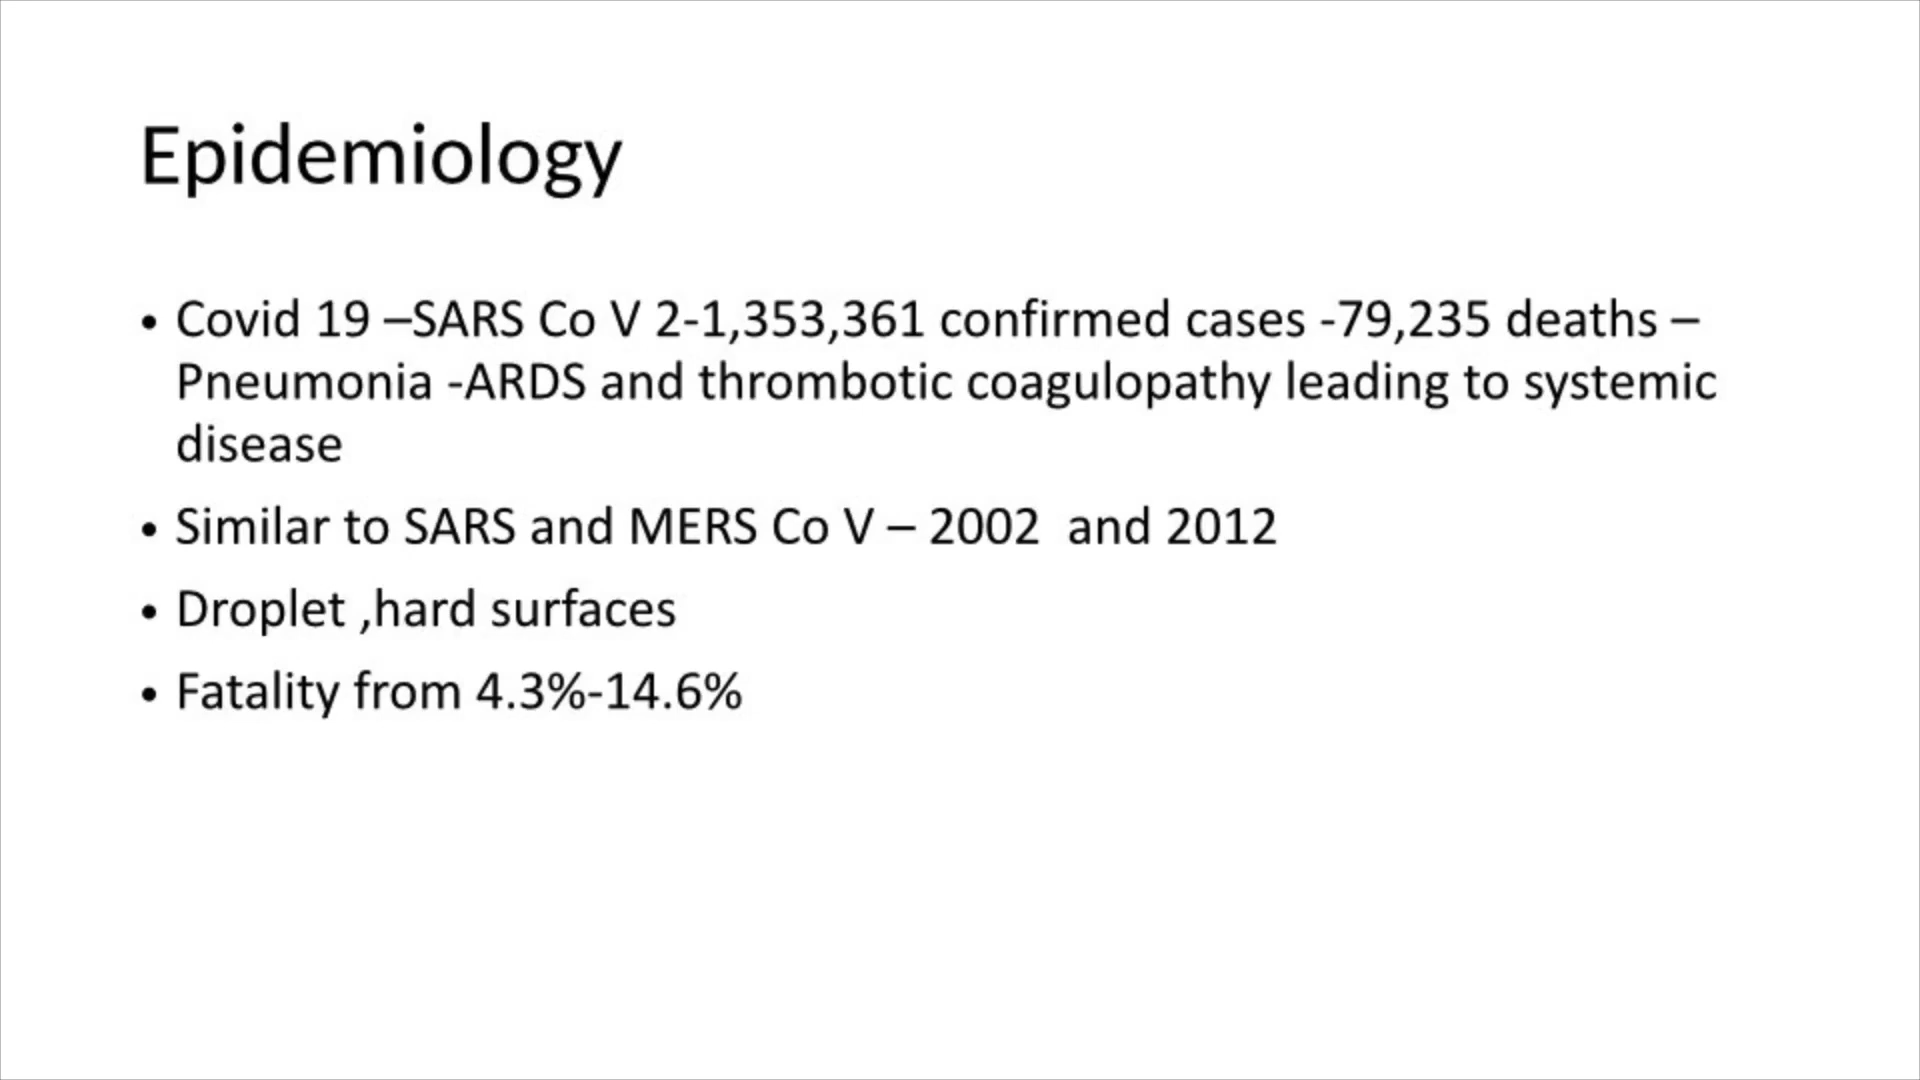 Epidemiology
• Covid 19 –SARS Co V 2-1,353,361 confirmed cases -79,235 deaths –
Pneumonia -ARDS and thrombotic coagulopathy leading to systemic
disease
• Similar to SARS and MERS Co V – 2002  and 2012
• Droplet ,hard surfaces
• Fatality from 4.3%-14.6%